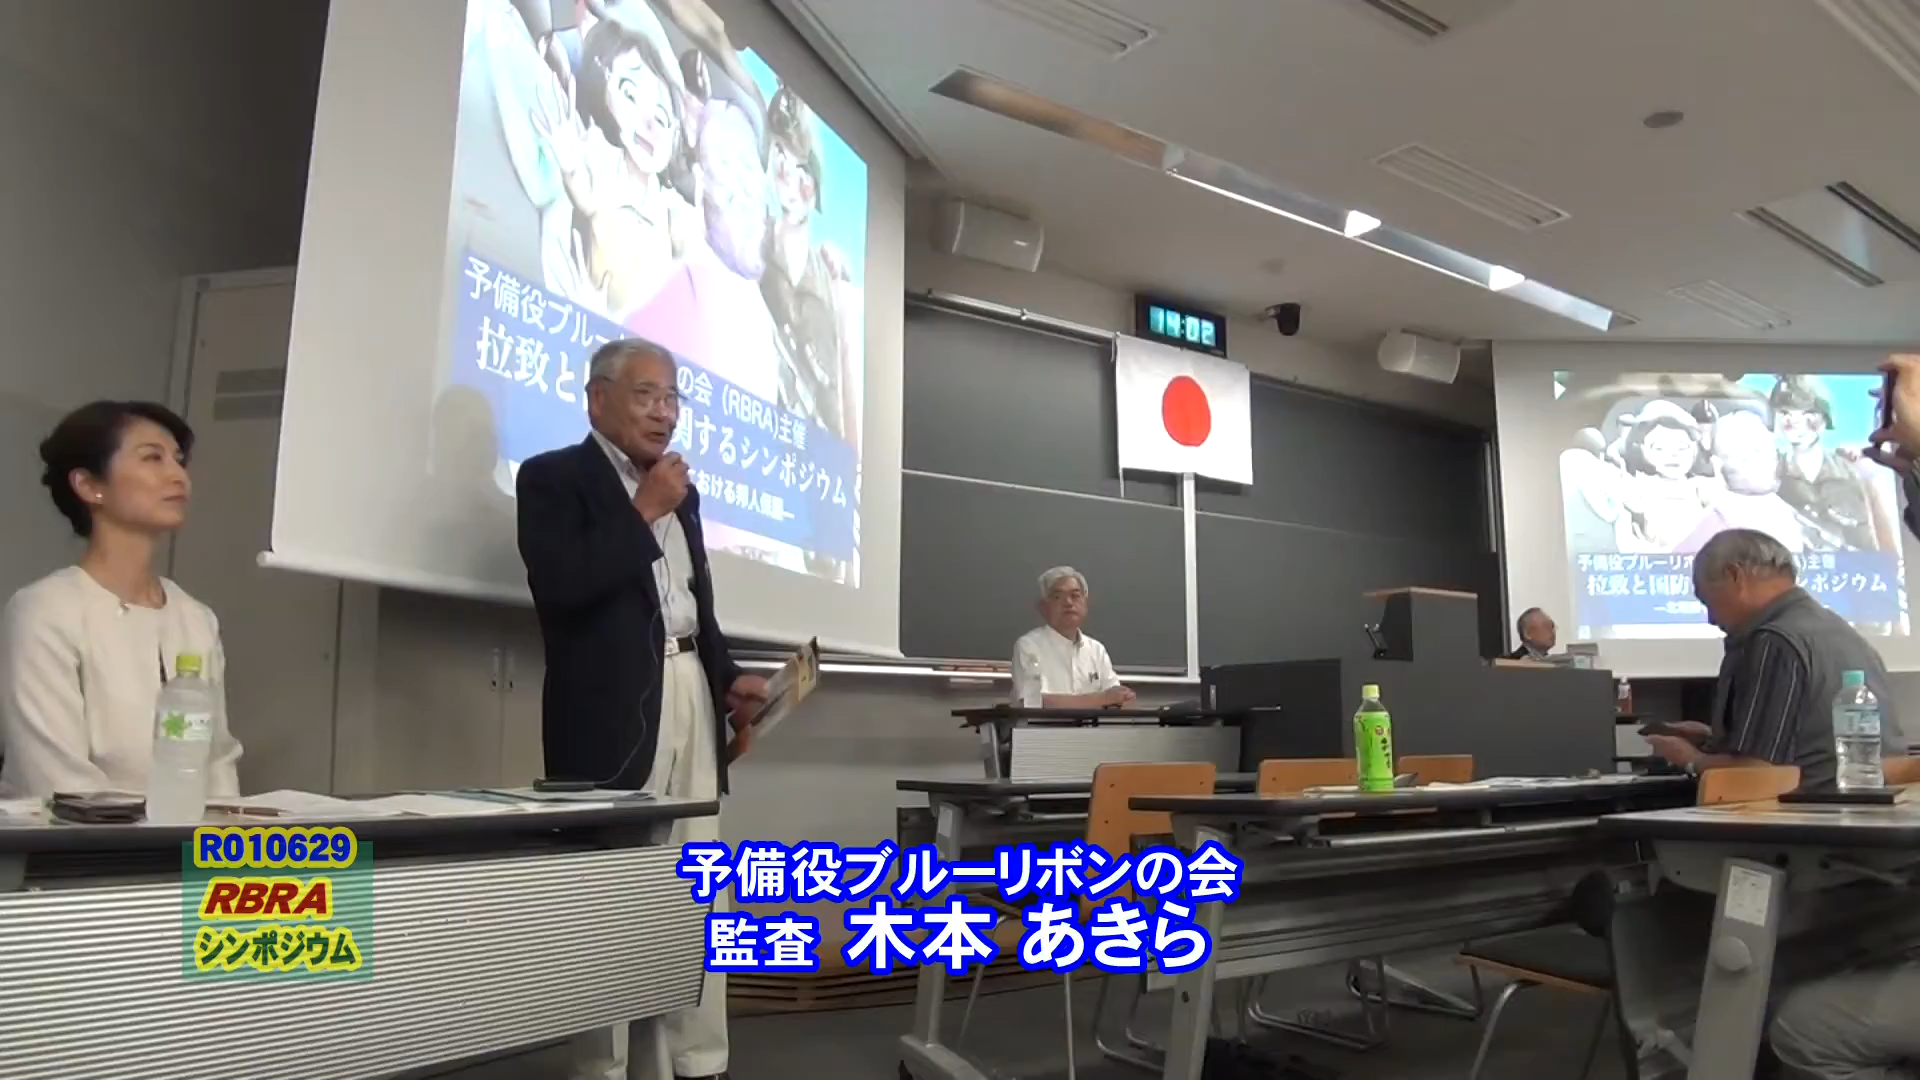 予備役ブルー
の会 (RBRA)主催
拉致と
関するシンポジウム
における邦人保護―
14:02
予備役ブルーリボ
)主催
拉致と国防
ンポジウム
R010629
RBRA
シンポジウム
予備役ブルーリボンの会
監査 木本 あきら